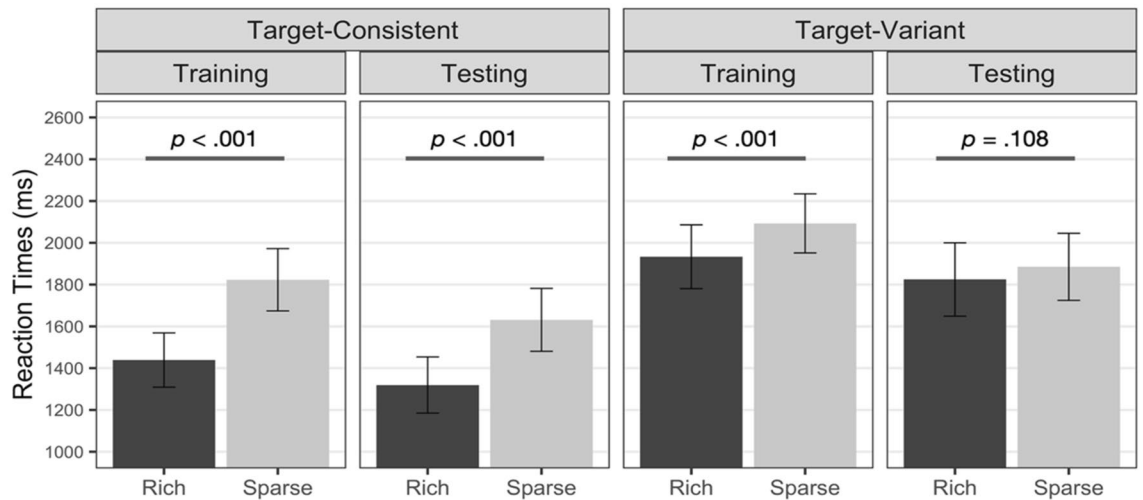 Target-Consistent Target-Variant
Training Testing Training Testing
2600
p < .001 p < .001 p < .001 p = .108
2400
2200
2000
1800
1600
1400
1200
1000
Reaction Times (ms)
Rich Sparse Rich Sparse Rich Sparse Rich Sparse